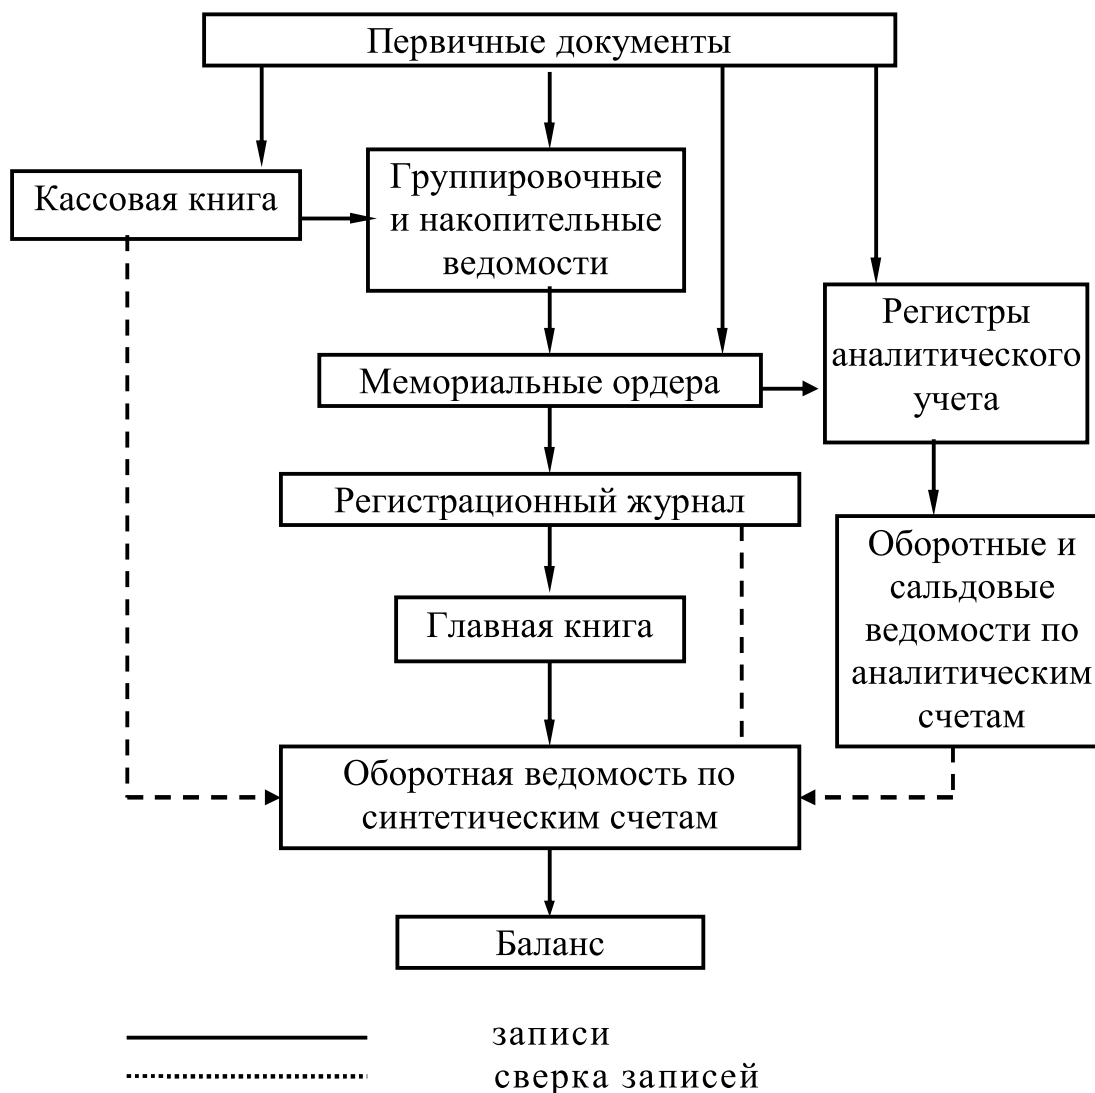 Первичные документы
Кассовая книга
Группировочные
и накопительные
ведомости
Регистры
аналитического
учета
Мемориальные ордера
Регистрационный журнал
Оборотные и
сальдовые
ведомости по
аналитическим
счетам
Главная книга
Оборотная ведомость по
синтетическим счетам
Баланс
записи
сверка записей